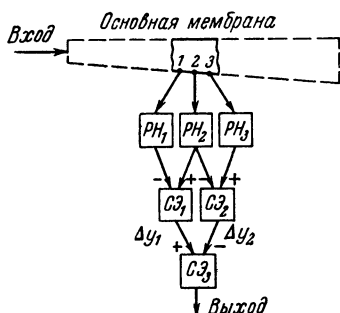 Основная мембрана
Вход
1 2 3
РН₁ РН₂ РН₃
− + − +
СЭ₁ СЭ₂
Δy₁ Δy₂
+ −
СЭ₃
Выход